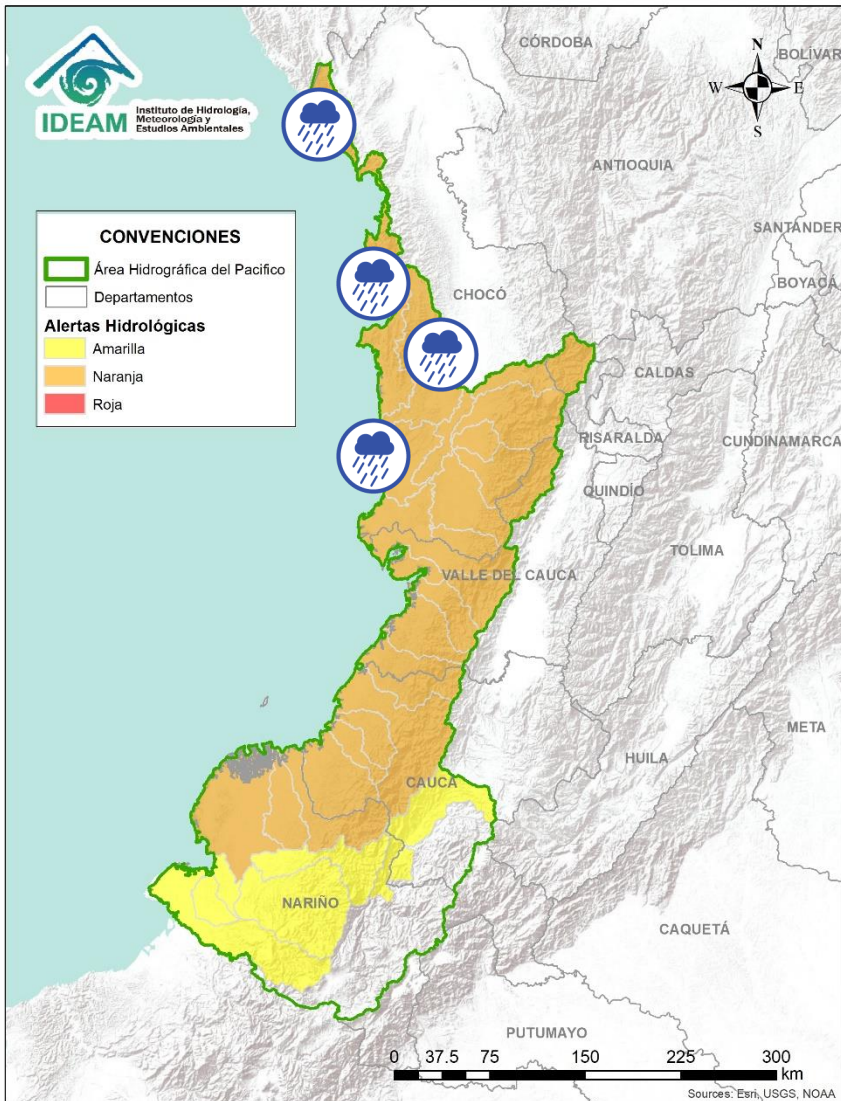 IDEAM
Instituto de Hidrología,
Meteorología y
Estudios Ambientales
CONVENCIONES
Área Hidrográfica del Pacifico
Departamentos
Alertas Hidrológicas
Amarilla
Naranja
Roja
N
W E
S
CÓRDOBA
BOLÍVAR
ANTIOQUIA
SANTANDER
BOYACÁ
CHOCÓ
CALDAS
RISARALDA
CUNDINAMARCA
QUINDÍO
TOLIMA
VALLE DEL CAUCA
META
HUILA
CAUCA
NARIÑO
CAQUETÁ
PUTUMAYO
0 37.5 75 150 225 300
km
Sources: Esri, USGS, NOAA